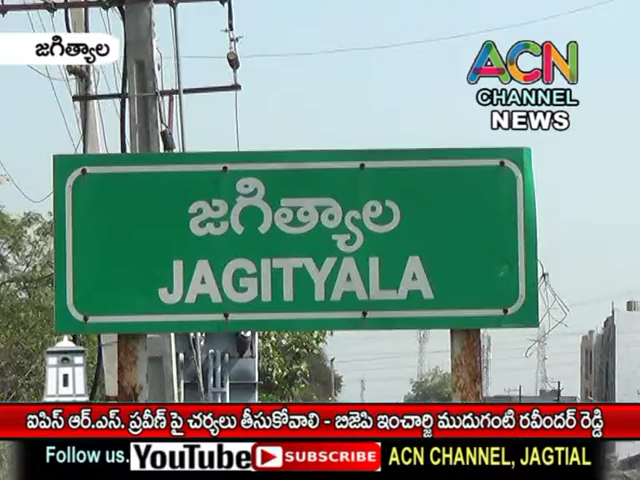 జగిత్యాల
ACN
CHANNEL
NEWS
జగిత్యాల
JAGITYALA
ఐపిస్ ఆర్.ఎస్. ప్రవీణ్ పై చర్యలు తీసుకోవాలి - బిజెపి ఇంచార్జి ముదుగంటి రవీందర్ రెడ్డి
Follow us. YouTube SUBSCRIBE ACN CHANNEL, JAGTIAL